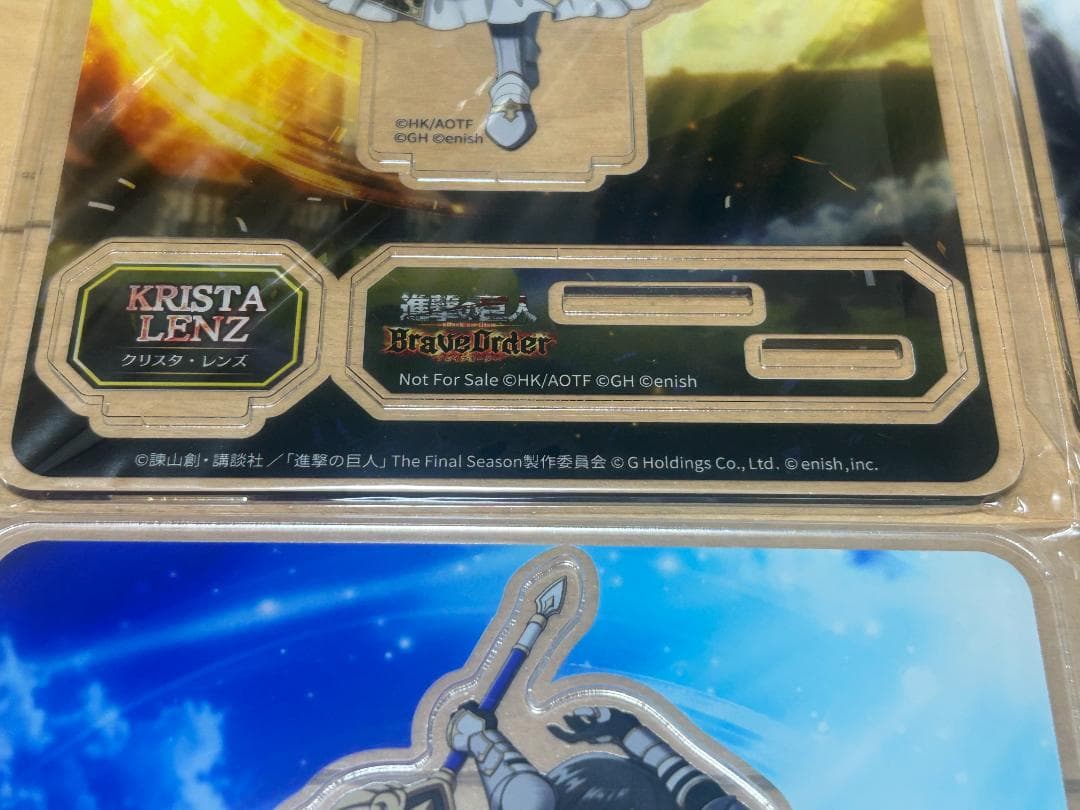 ©HK/AOTF
©GH ©enish
KRISTA
LENZ
クリスタ・レンズ
進撃の巨人
Brave Order
Not For Sale ©HK/AOTF ©GH ©enish
©諫山創・講談社／「進撃の巨人」The Final Season製作委員会 © G Holdings Co., Ltd. © enish,inc.